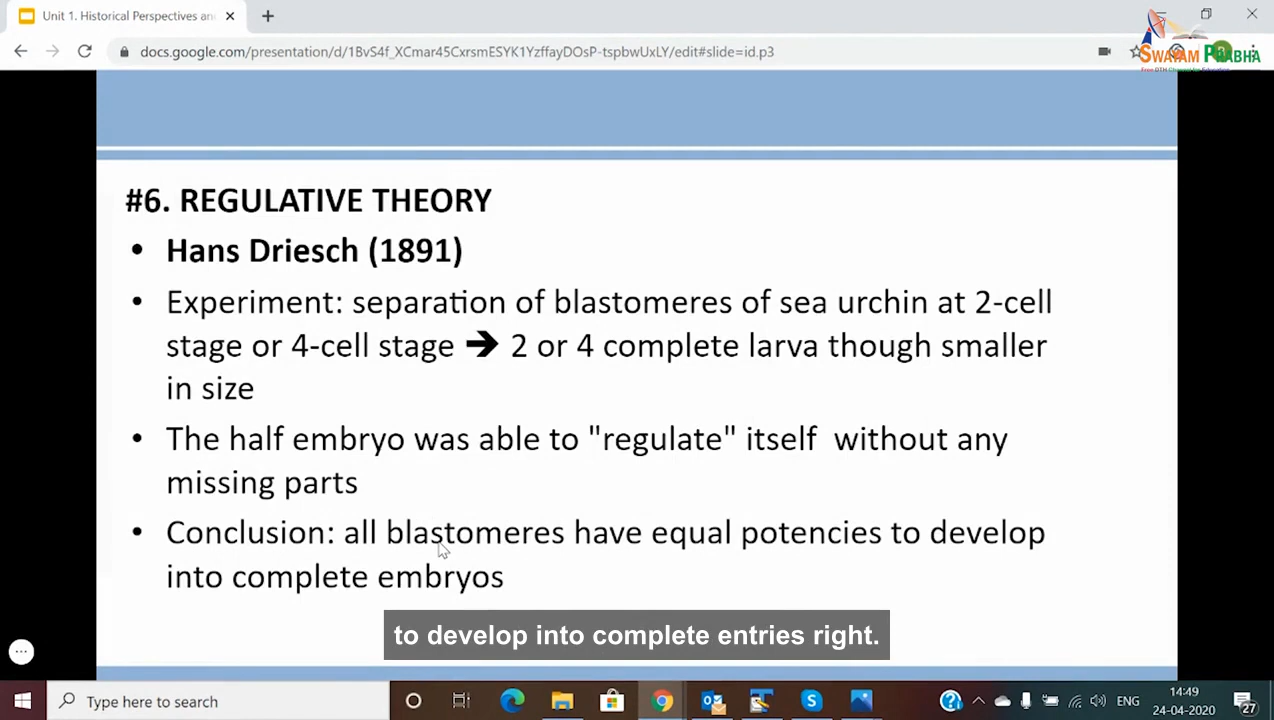 Unit 1. Historical Perspectives an
docs.google.com/presentation/d/1BvS4f_XCmar45CxrsmESYK1YzffayDOsP-tspbwUxLY/edit#slide=id.p3
SWAYAM PRABHA
Free DTH Channel for Education
#6. REGULATIVE THEORY
• Hans Driesch (1891)
• Experiment: separation of blastomeres of sea urchin at 2-cell
stage or 4-cell stage ➔ 2 or 4 complete larva though smaller
in size
• The half embryo was able to "regulate" itself without any
missing parts
• Conclusion: all blastomeres have equal potencies to develop
into complete embryos
to develop into complete entries right.
Type here to search
ENG
14:49
24-04-2020
27